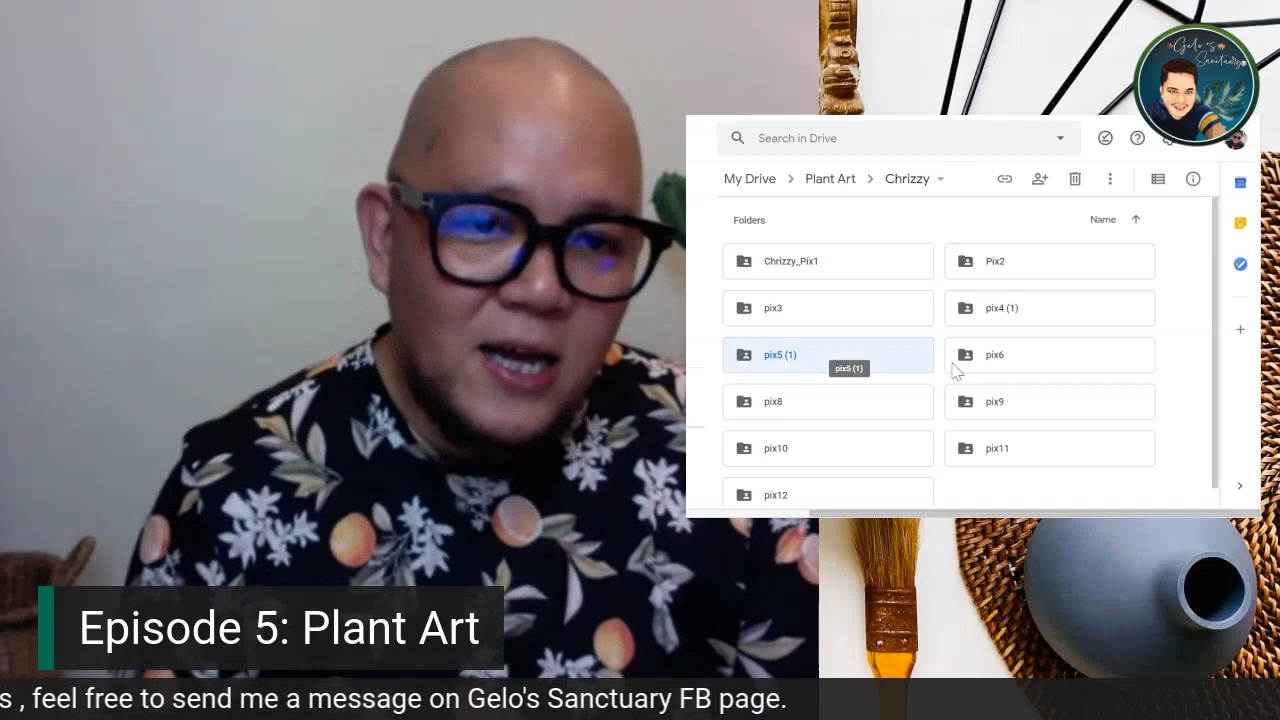 Gelo's
Sanctuary
Search in Drive
My Drive > Plant Art > Chrizzy
Folders
Name
Chrizzy_Pix1
Pix2
pix3
pix4 (1)
pix5 (1)
pix5 (1)
pix6
pix8
pix9
pix10
pix11
pix12
Episode 5: Plant Art
s , feel free to send me a message on Gelo's Sanctuary FB page.